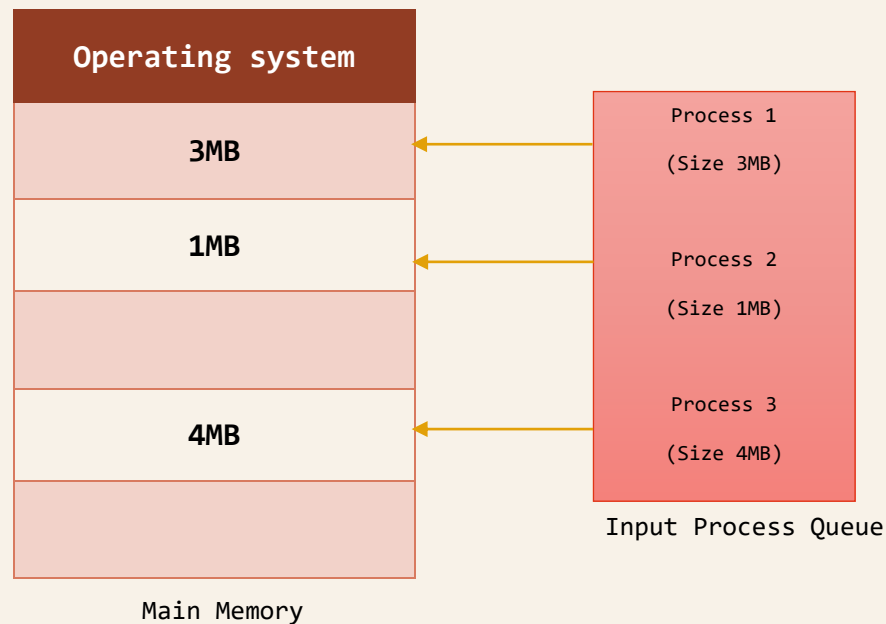 Operating system
3MB
1MB
4MB
Main Memory
Process 1
(Size 3MB)
Process 2
(Size 1MB)
Process 3
(Size 4MB)
Input Process Queue